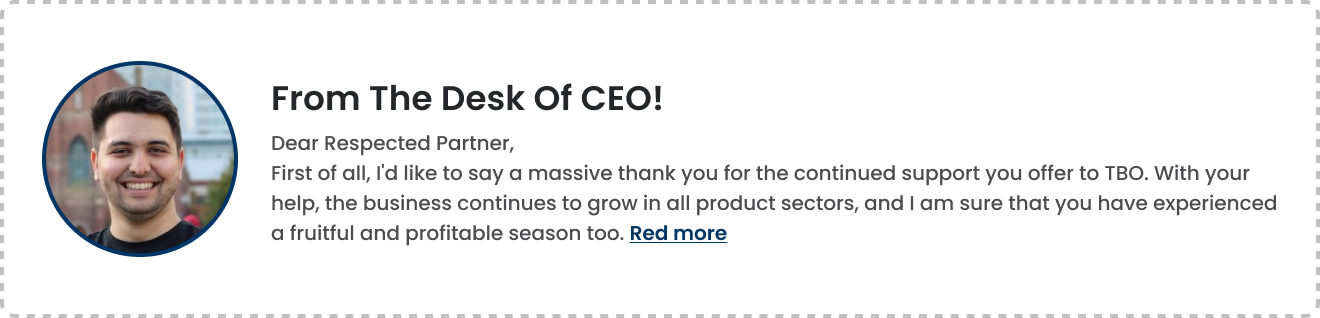 From The Desk Of CEO!
Dear Respected Partner,
First of all, I'd like to say a massive thank you for the continued support you offer to TBO. With your
help, the business continues to grow in all product sectors, and I am sure that you have experienced
a fruitful and profitable season too. Red more